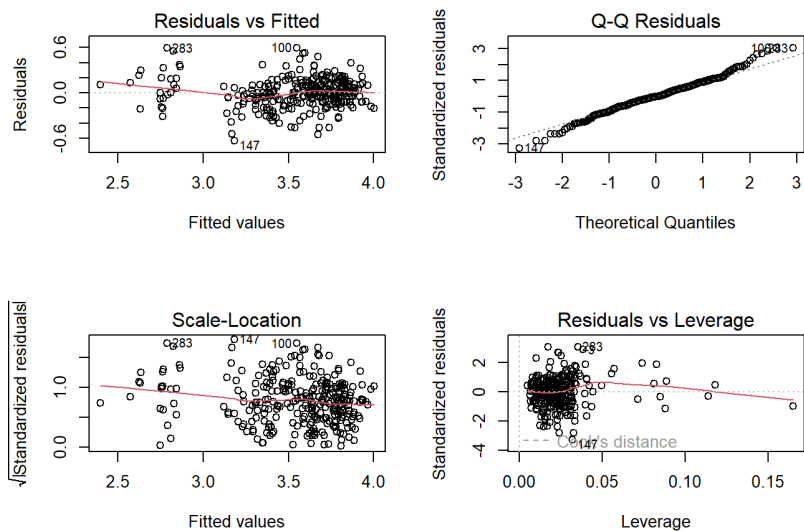 Residuals vs Fitted
Residuals
0.6
0.0
-0.6
283
100
147
2.5 3.0 3.5 4.0
Fitted values
Q-Q Residuals
Standardized residuals
3
1
-1
-3
283
147
-3 -2 -1 0 1 2 3
Theoretical Quantiles
Scale-Location
√|Standardized residuals|
1.0
0.0
283
147
100
2.5 3.0 3.5 4.0
Fitted values
Residuals vs Leverage
Standardized residuals
2
0
-2
-4
283
147
Cook's distance
0.00 0.05 0.10 0.15
Leverage